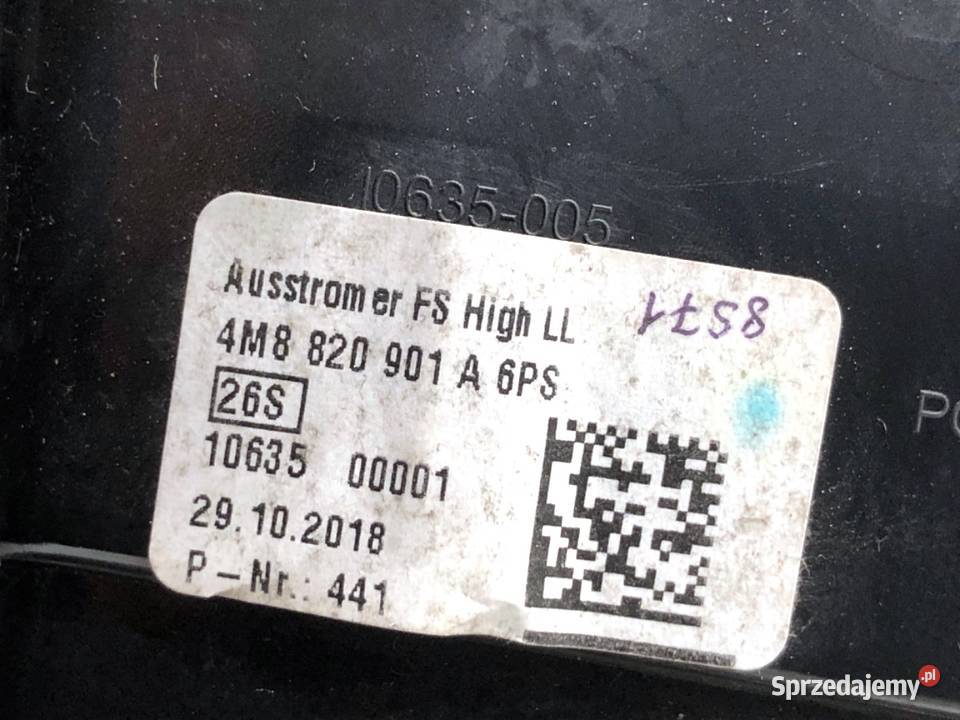 10635-005
Ausstromer FS High LL
4M8 820 901 A 6PS
26S
10635 00001
29.10.2018
P-Nr.: 441
Sprzedajemy.pl